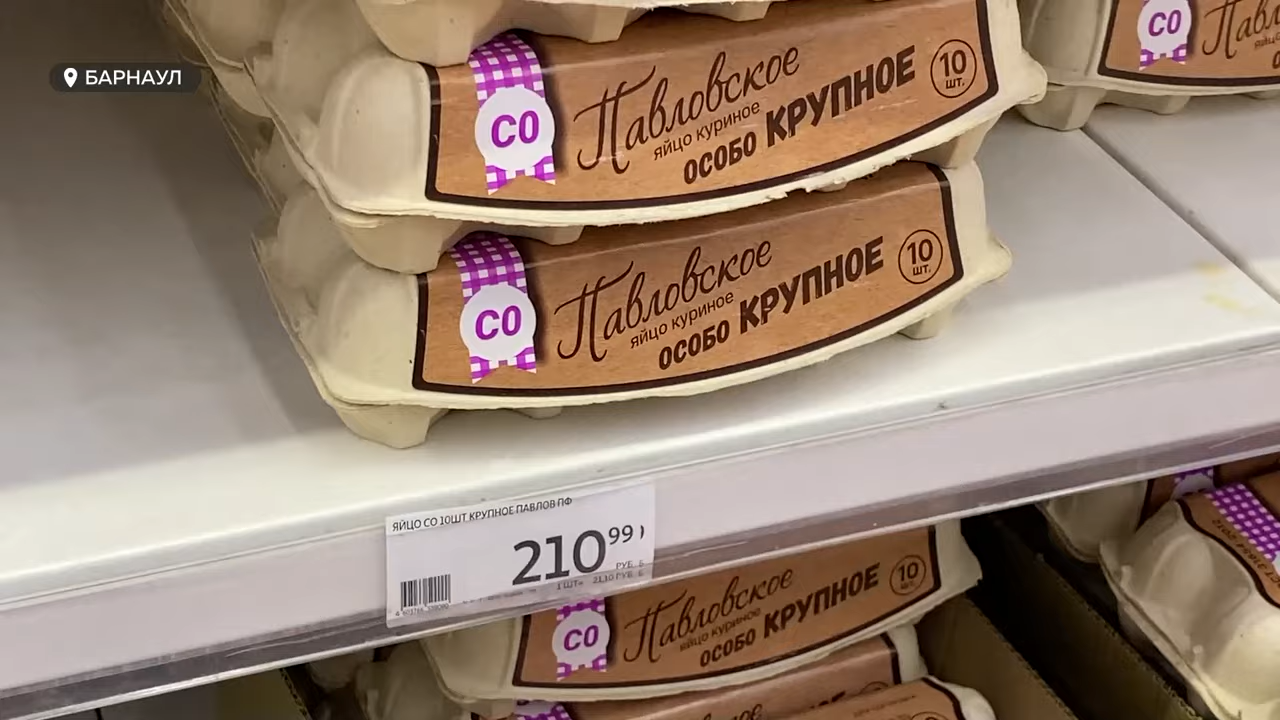 БАРНАУЛ
СО
Павловское
яйцо куриное
ОСОБО КРУПНОЕ
10
ШТ.
СО
Павл
СО
Павловское
яйцо куриное
ОСОБО КРУПНОЕ
10
ШТ.
ЯЙЦО СО 10ШТ КРУПНОЕ ПАВЛОВ ПФ
210 99
РУБ.
1 ШТ= 21,10 РУБ.
СО
Павловское
яйцо куриное
ОСОБО КРУПНОЕ
10